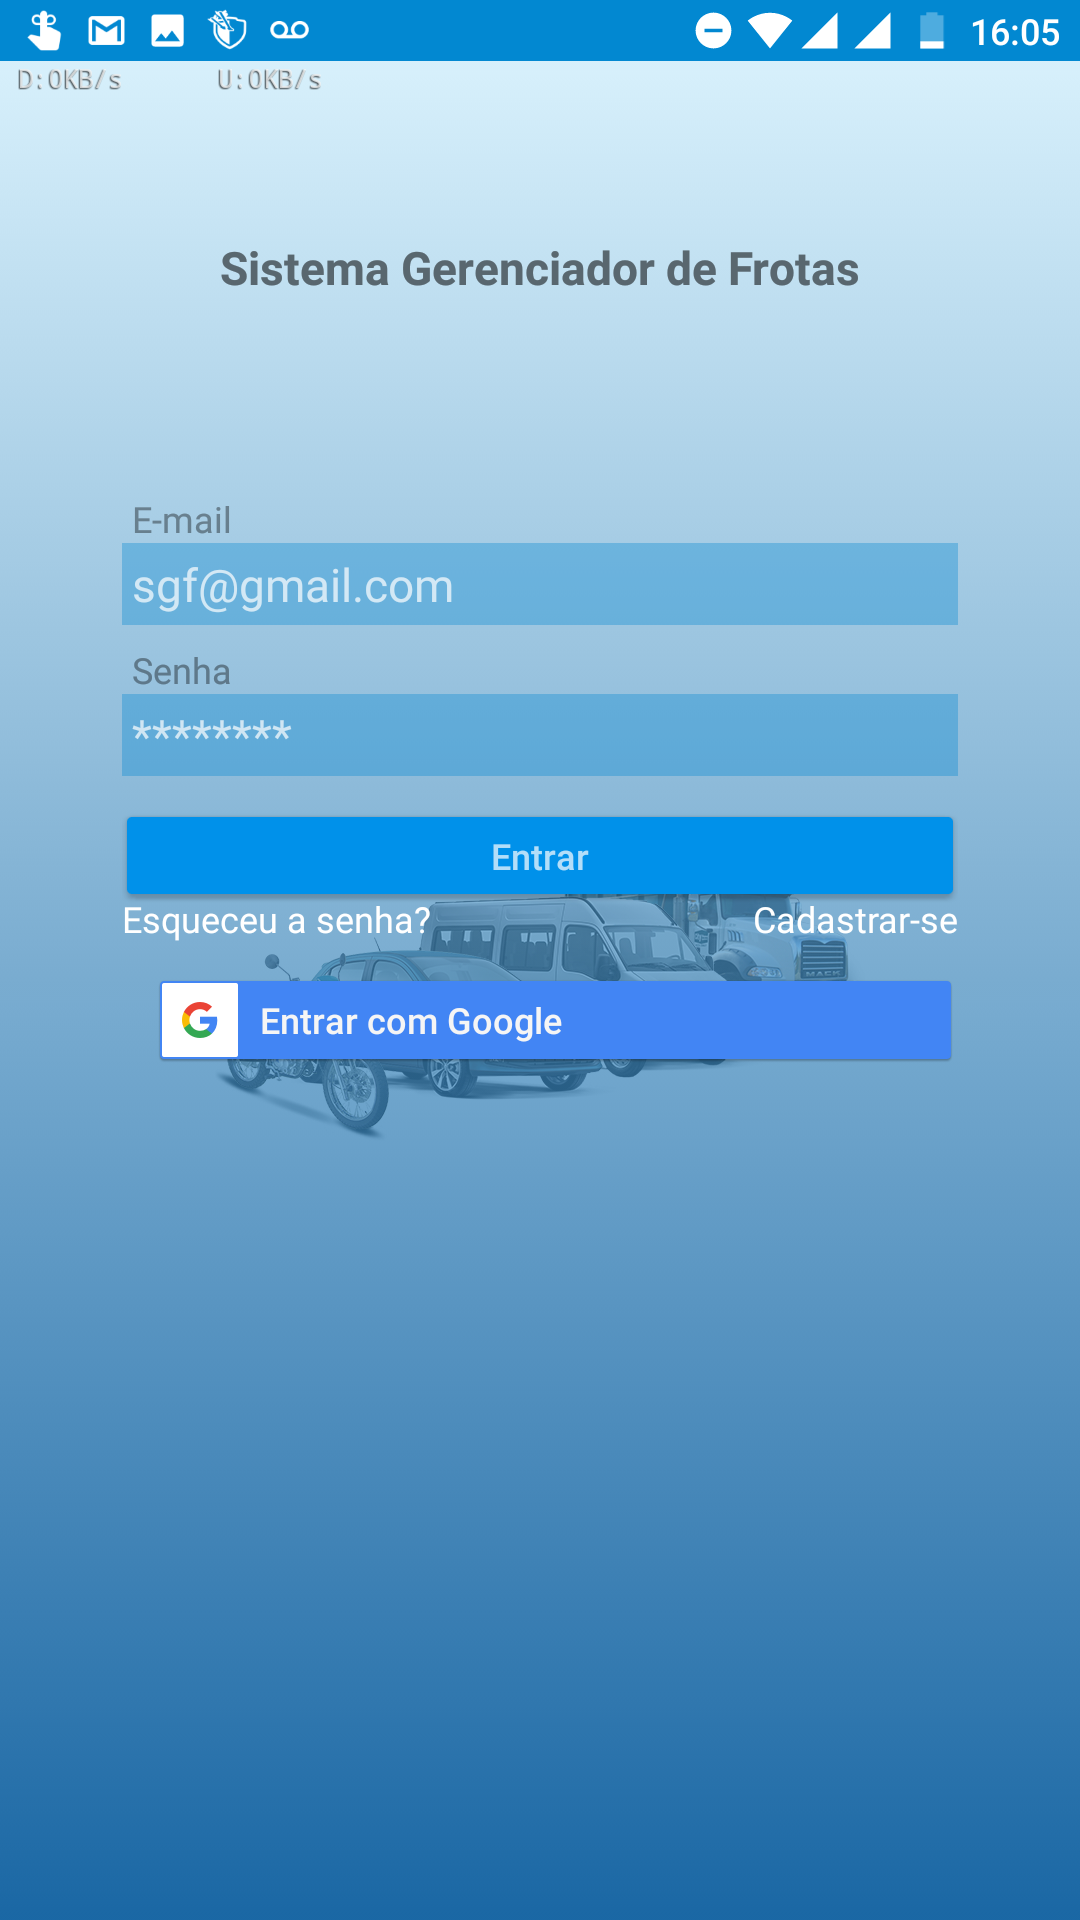 16:05
D:0KB/s U:0KB/s
Sistema Gerenciador de Frotas
E-mail
sgf@gmail.com
Senha
********
Entrar
Esqueceu a senha? Cadastrar-se
MACK
G Entrar com Google